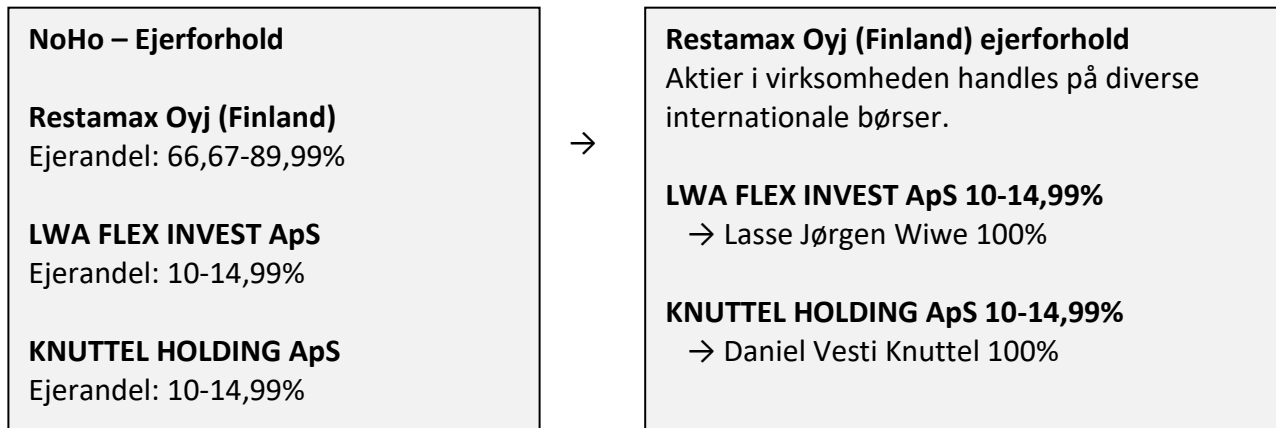 NoHo – Ejerforhold
Restamax Oyj (Finland)
Ejerandel: 66,67-89,99%
LWA FLEX INVEST ApS
Ejerandel: 10-14,99%
KNUTTEL HOLDING ApS
Ejerandel: 10-14,99%
→
Restamax Oyj (Finland) ejerforhold
Aktier i virksomheden handles på diverse
internationale børser.
LWA FLEX INVEST ApS 10-14,99%
→ Lasse Jørgen Wiwe 100%
KNUTTEL HOLDING ApS 10-14,99%
→ Daniel Vesti Knuttel 100%